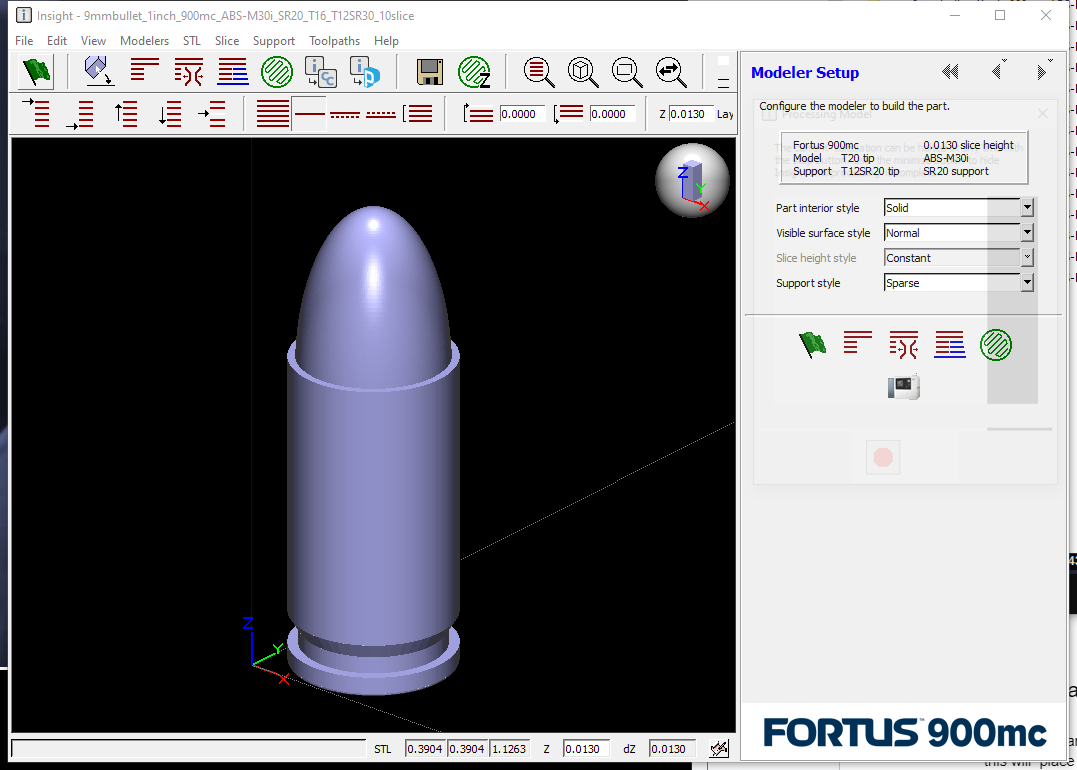 Insight - 9mmbullet_1inch_900mc_ABS-M30i_SR20_T16_T12SR30_10slice
File Edit View Modelers STL Slice Support Toolpaths Help
0.0000 0.0000 Z 0.0130 Lay
Z
Y
X
Z
Y
X
STL 0.3904 0.3904 1.1263 Z 0.0130 dZ 0.0130
Modeler Setup
Configure the modeler to build the part.
Processing Model
Fortus 900mc 0.0130 slice height
Model T20 tip ABS-M30i
Support T12SR20 tip SR20 support
Part interior style Solid
Visible surface style Normal
Slice height style Constant
Support style Sparse
FORTUS™ 900mc
this will place